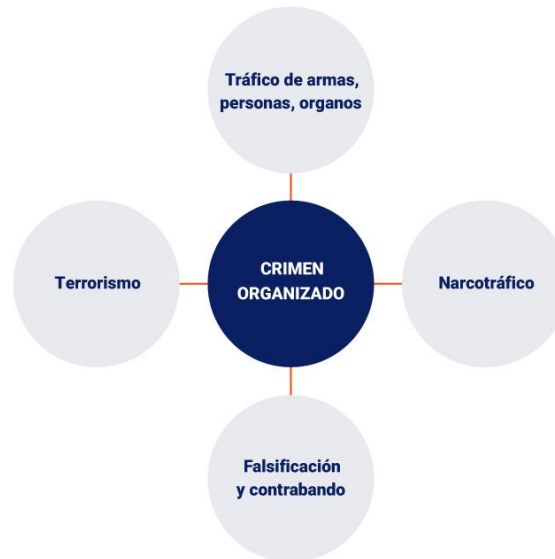 Tráfico de armas,
personas, organos
Terrorismo
CRIMEN
ORGANIZADO
Narcotráfico
Falsificación
y contrabando